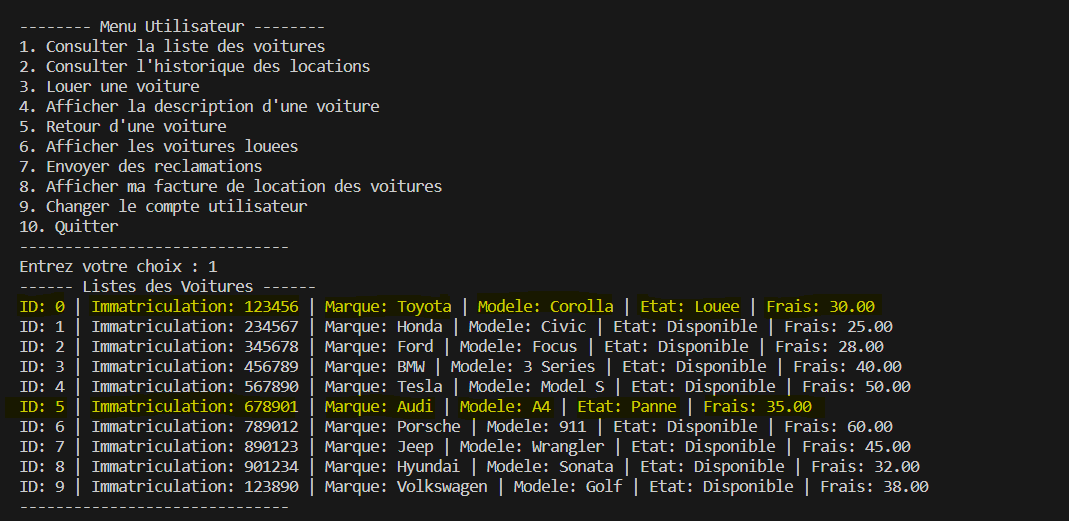 -------- Menu Utilisateur --------
1. Consulter la liste des voitures
2. Consulter l'historique des locations
3. Louer une voiture
4. Afficher la description d'une voiture
5. Retour d'une voiture
6. Afficher les voitures louees
7. Envoyer des reclamations
8. Afficher ma facture de location des voitures
9. Changer le compte utilisateur
10. Quitter
------------------------------
Entrez votre choix : 1
------ Listes des Voitures ------
ID: 0 | Immatriculation: 123456 | Marque: Toyota | Modele: Corolla | Etat: Louee | Frais: 30.00
ID: 1 | Immatriculation: 234567 | Marque: Honda | Modele: Civic | Etat: Disponible | Frais: 25.00
ID: 2 | Immatriculation: 345678 | Marque: Ford | Modele: Focus | Etat: Disponible | Frais: 28.00
ID: 3 | Immatriculation: 456789 | Marque: BMW | Modele: 3 Series | Etat: Disponible | Frais: 40.00
ID: 4 | Immatriculation: 567890 | Marque: Tesla | Modele: Model S | Etat: Disponible | Frais: 50.00
ID: 5 | Immatriculation: 678901 | Marque: Audi | Modele: A4 | Etat: Panne | Frais: 35.00
ID: 6 | Immatriculation: 789012 | Marque: Porsche | Modele: 911 | Etat: Disponible | Frais: 60.00
ID: 7 | Immatriculation: 890123 | Marque: Jeep | Modele: Wrangler | Etat: Disponible | Frais: 45.00
ID: 8 | Immatriculation: 901234 | Marque: Hyundai | Modele: Sonata | Etat: Disponible | Frais: 32.00
ID: 9 | Immatriculation: 123890 | Marque: Volkswagen | Modele: Golf | Etat: Disponible | Frais: 38.00
------------------------------